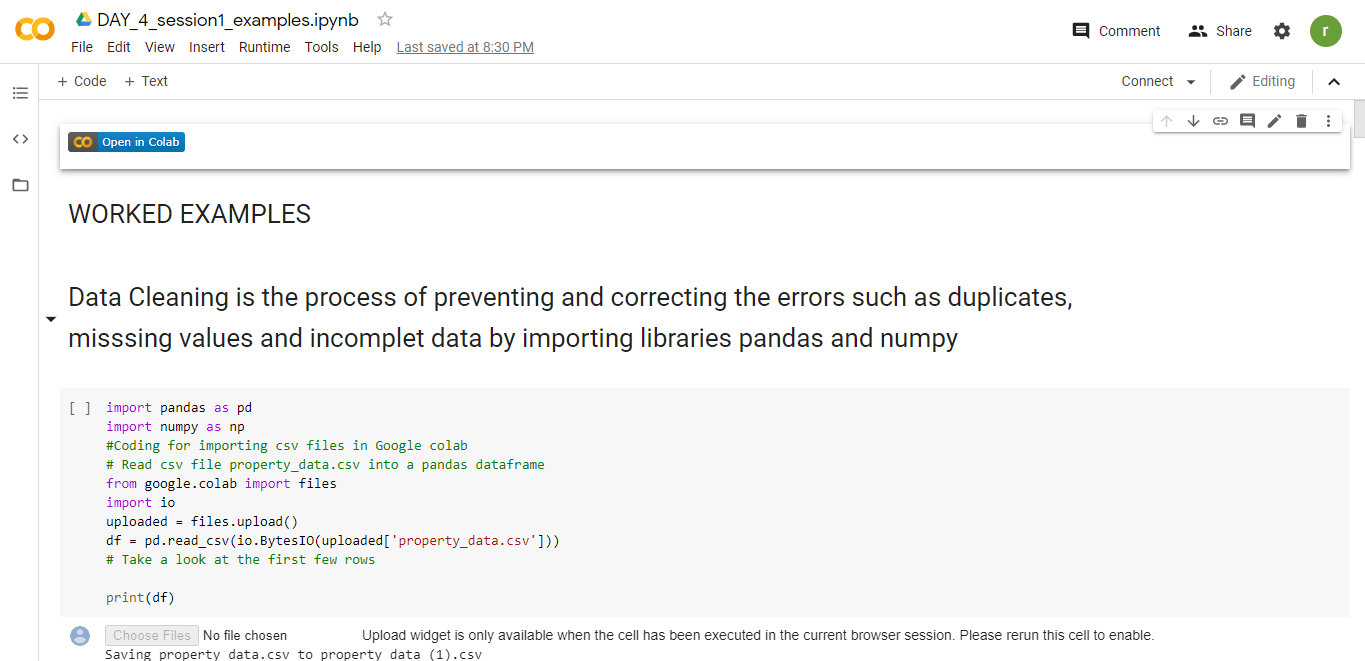 DAY_4_session1_examples.ipynb
Comment
Share
r
File Edit View Insert Runtime Tools Help Last saved at 8:30 PM
+ Code + Text
Connect
Editing
Open in Colab
WORKED EXAMPLES
Data Cleaning is the process of preventing and correcting the errors such as duplicates,
misssing values and incomplet data by importing libraries pandas and numpy
[ ] import pandas as pd
import numpy as np
#Coding for importing csv files in Google colab
# Read csv file property_data.csv into a pandas dataframe
from google.colab import files
import io
uploaded = files.upload()
df = pd.read_csv(io.BytesIO(uploaded['property_data.csv']))
# Take a look at the first few rows
print(df)
Choose Files No file chosen Upload widget is only available when the cell has been executed in the current browser session. Please rerun this cell to enable.
Saving property_data.csv to property_data (1).csv